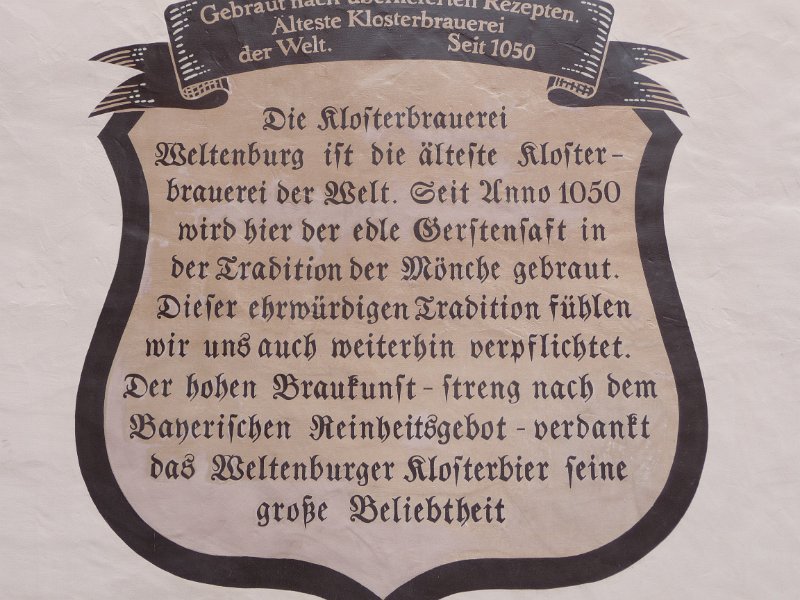 Gebraut nach überlieferten Rezepten.
Älteste Klosterbrauerei
der Welt. Seit 1050
Die Kloſterbrauerei
Weltenburg iſt die älteſte Kloſter-
brauerei der Welt. Seit Anno 1050
wird hier der edle Gerſtenſaft in
der Tradition der Mönche gebraut.
Dieſer ehrwürdigen Tradition fühlen
wir uns auch weiterhin verpflichtet.
Der hohen Braukunſt - ſtreng nach dem
Bayeriſchen Reinheitsgebot - verdankt
das Weltenburger Kloſterbier ſeine
große Beliebtheit